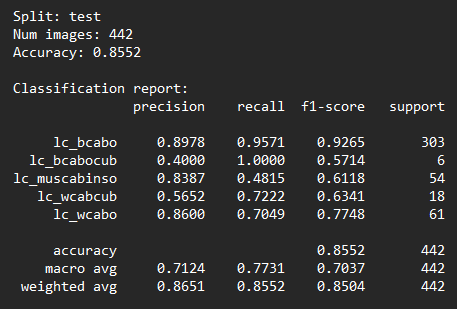 Split: test
Num images: 442
Accuracy: 0.8552
Classification report:
precision recall f1-score support
lc_bcabo 0.8978 0.9571 0.9265 303
lc_bcabocub 0.4000 1.0000 0.5714 6
lc_muscabinso 0.8387 0.4815 0.6118 54
lc_wcabcub 0.5652 0.7222 0.6341 18
lc_wcabo 0.8600 0.7049 0.7748 61
accuracy 0.8552 442
macro avg 0.7124 0.7731 0.7037 442
weighted avg 0.8651 0.8552 0.8504 442